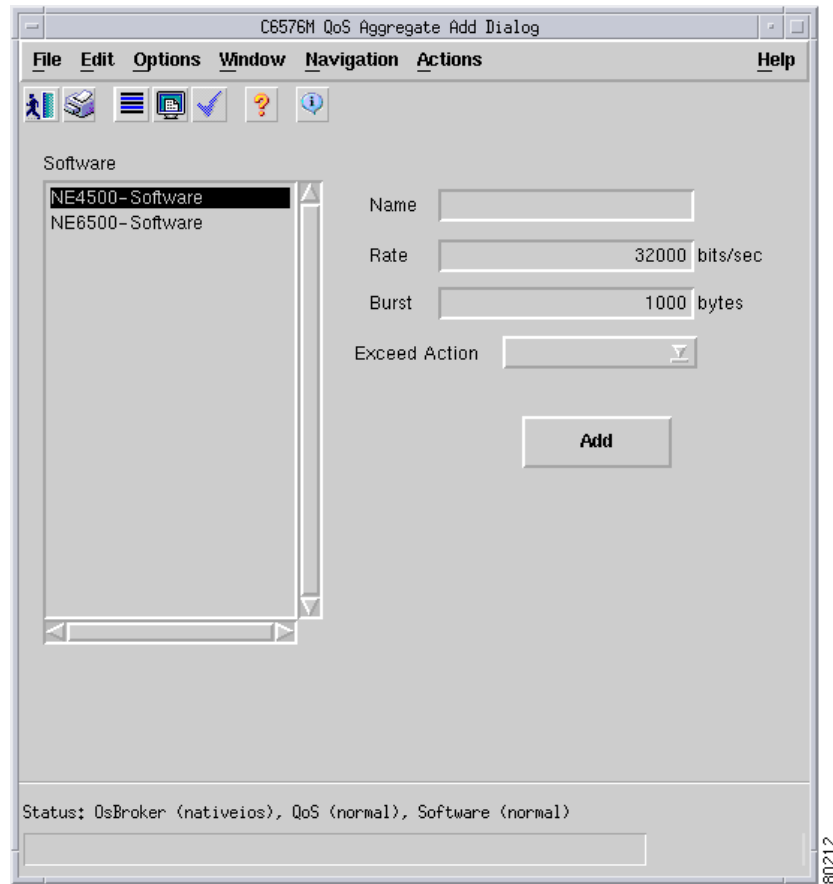 C6576M QoS Aggregate Add Dialog
File Edit Options Window Navigation Actions Help
Software
NE4500-Software
NE6500-Software
Name
Rate 32000 bits/sec
Burst 1000 bytes
Exceed Action
Add
Status: OsBroker (nativeios), QoS (normal), Software (normal)
80212